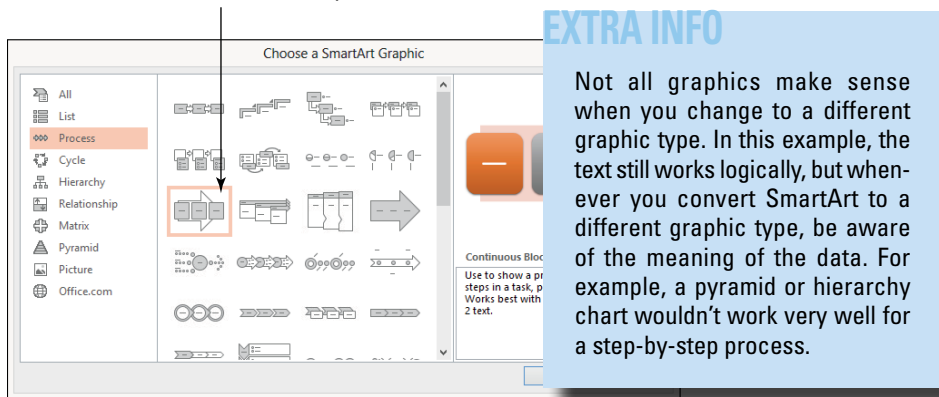 Choose a SmartArt Graphic
All
List
Process
Cycle
Hierarchy
Relationship
Matrix
Pyramid
Picture
Office.com
Continuous Bloc
Use to show a pr
steps in a task, p
Works best with
2 text.
EXTRA INFO
Not all graphics make sense
when you change to a different
graphic type. In this example, the
text still works logically, but when-
ever you convert SmartArt to a
different graphic type, be aware
of the meaning of the data. For
example, a pyramid or hierarchy
chart wouldn’t work very well for
a step-by-step process.